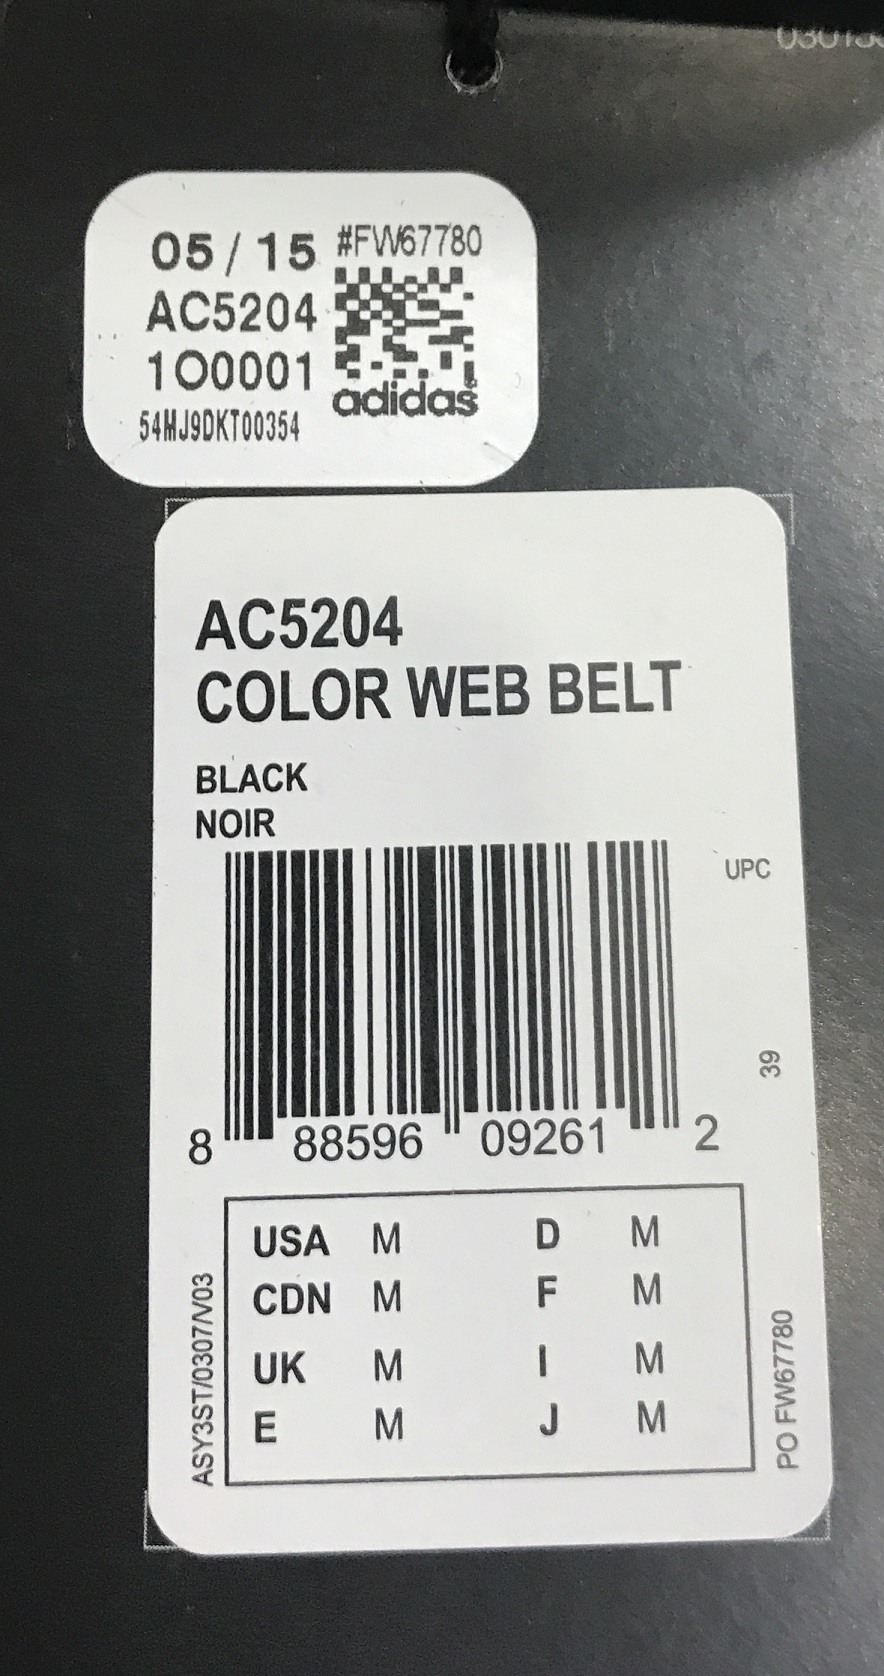 05 / 15 #FW67780
AC5204
100001
adidas
54MJ9DKT00354
AC5204
COLOR WEB BELT
BLACK
NOIR
UPC
39
8 88596 09261 2
USA M D M
CDN M F M
UK M I M
E M J M
ASY3ST/0307/V03
PO FW67780